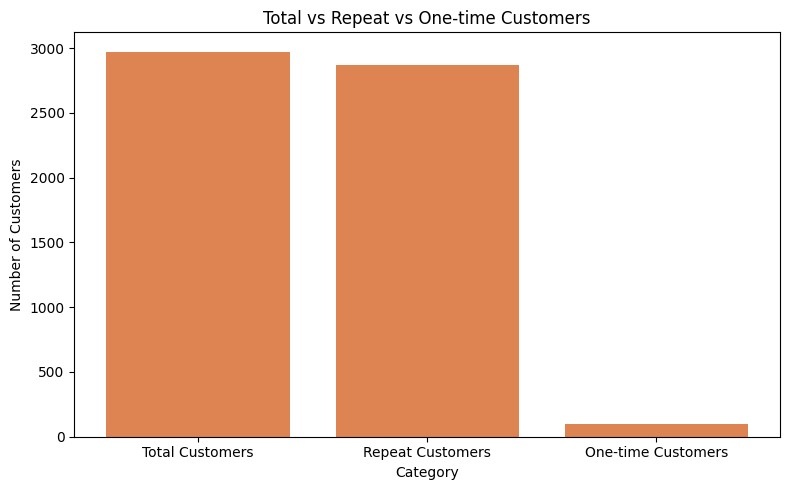 Total vs Repeat vs One-time Customers
3000
2500
2000
1500
1000
500
0
Number of Customers
Total Customers
Repeat Customers
One-time Customers
Category